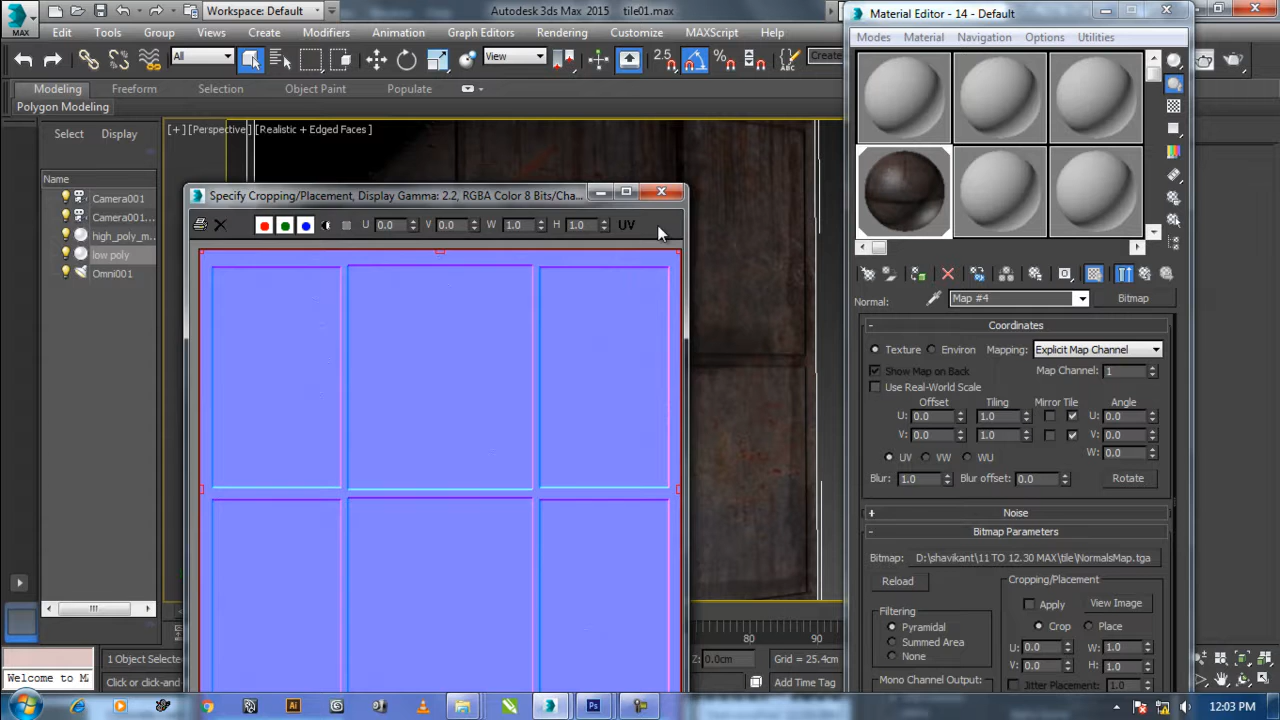 MAX
Workspace: Default
Autodesk 3ds Max 2015 tile01.max
Edit Tools Group Views Create Modifiers Animation Graph Editors Rendering Customize MAXScript Help
All
View
2.5
Create
Modeling Freeform Selection Object Paint Populate
Polygon Modeling
Select Display
Name
Camera001
Camera001...
high_poly_m...
low poly
Omni001
[+] [Perspective] [Realistic + Edged Faces ]
Specify Cropping/Placement, Display Gamma: 2.2, RGBA Color 8 Bits/Cha...
U 0.0 V 0.0 W 1.0 H 1.0 UV
Material Editor - 14 - Default
Modes Material Navigation Options Utilities
Normal: Map #4 Bitmap
- Coordinates
Texture Environ Mapping: Explicit Map Channel
Show Map on Back Map Channel: 1
Use Real-World Scale
Offset Tiling Mirror Tile Angle
U: 0.0 1.0 U: 0.0
V: 0.0 1.0 V: 0.0
W: 0.0
UV VW WU
Blur: 1.0 Blur offset: 0.0 Rotate
+ Noise
- Bitmap Parameters
Bitmap: D:\shavikant\11 TO 12.30 MAX\tile\NormalsMap.tga
Reload
Cropping/Placement
Apply View Image
Crop Place
U: 0.0 W: 1.0
V: 0.0 H: 1.0
Jitter Placement: 1.0
Filtering
Pyramidal
Summed Area
None
Mono Channel Output:
80 90
1 Object Selected
Z: 0.0cm Grid = 25.4cm
Welcome to M
Click or click-and-
Add Time Tag
12:03 PM